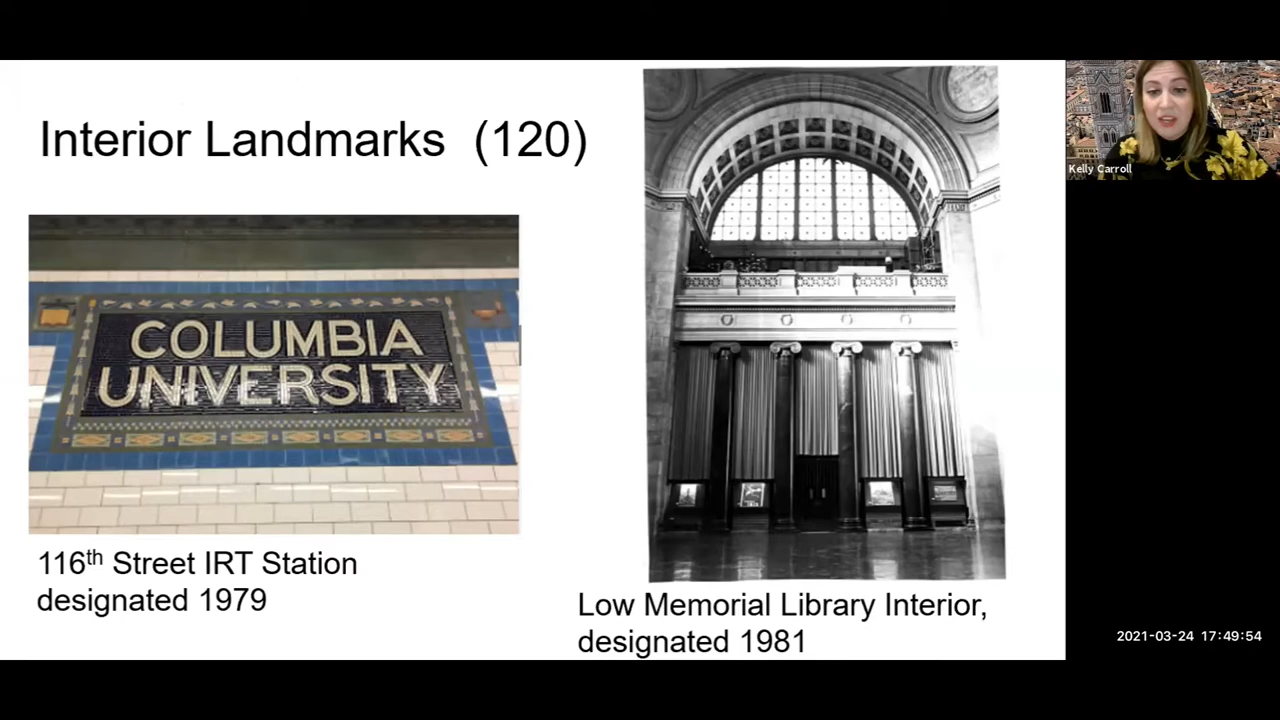 Interior Landmarks (120)
COLUMBIA
UNIVERSITY
116th Street IRT Station
designated 1979
Low Memorial Library Interior,
designated 1981
Kelly Carroll
2021-03-24 17:49:54